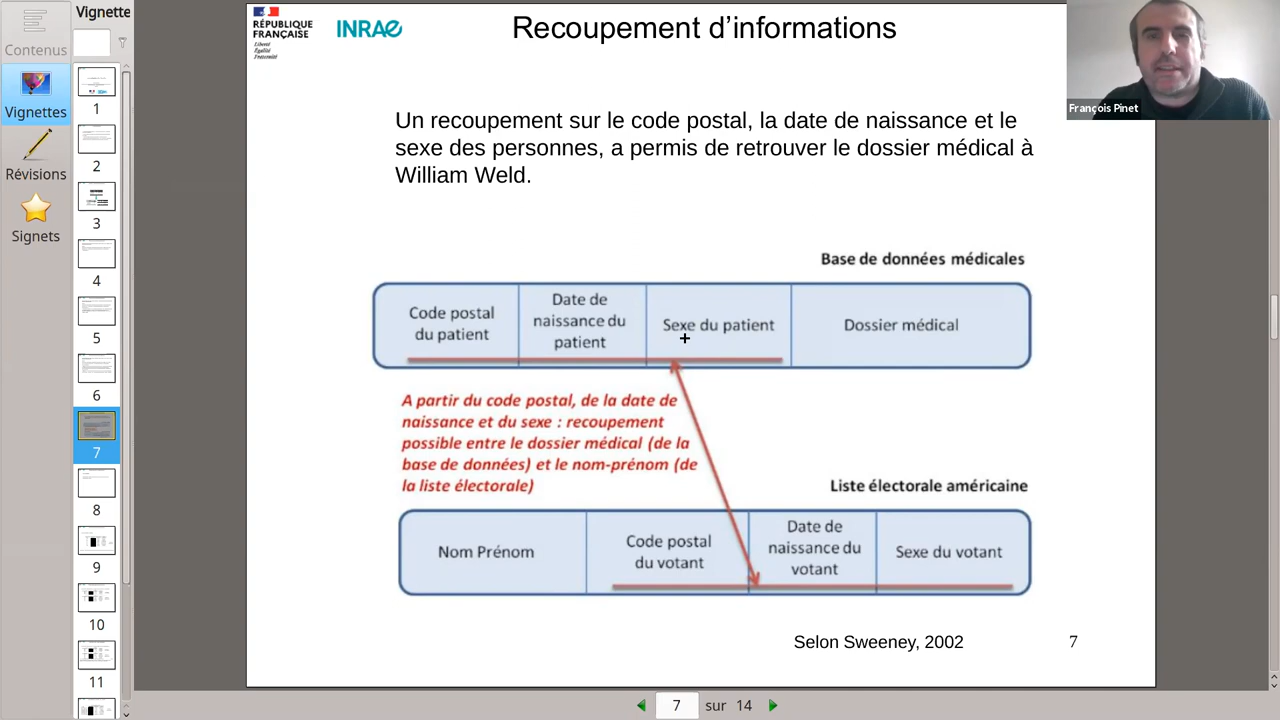 Contenus
Vignettes
Révisions
Signets
Vignette
1
2
3
4
5
6
7
8
9
10
11
RÉPUBLIQUE
FRANÇAISE
Liberté
Égalité
Fraternité
INRAE
Recoupement d’informations
François Pinet
Un recoupement sur le code postal, la date de naissance et le
sexe des personnes, a permis de retrouver le dossier médical à
William Weld.
Base de données médicales
Code postal
du patient
Date de
naissance du
patient
Sexe du patient
Dossier médical
A partir du code postal, de la date de
naissance et du sexe : recoupement
possible entre le dossier médical (de la
base de données) et le nom-prénom (de
la liste électorale)
Liste électorale américaine
Nom Prénom
Code postal
du votant
Date de
naissance du
votant
Sexe du votant
Selon Sweeney, 2002
7
7 sur 14